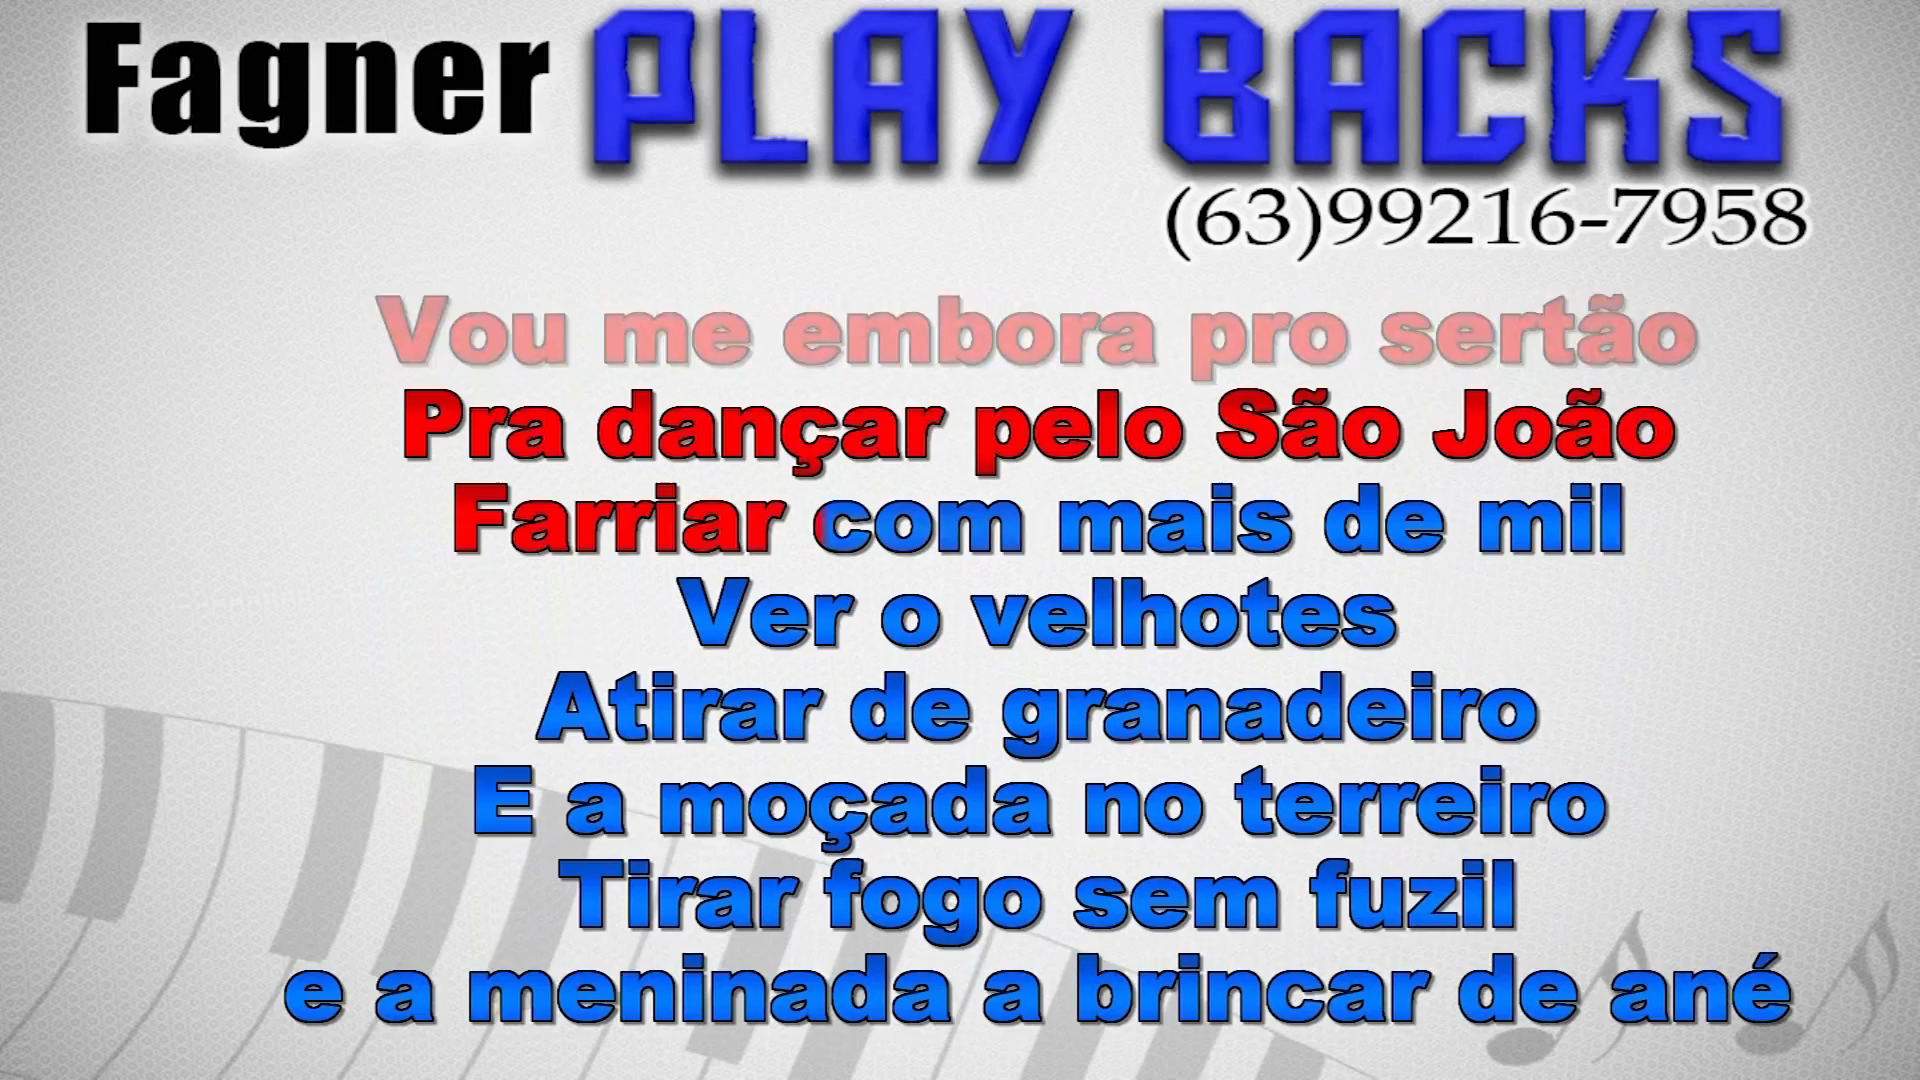 Fagner PLAY BACKS
(63)99216-7958
Vou me embora pro sertão
Pra dançar pelo São João
Farriar com mais de mil
Ver o velhotes
Atirar de granadeiro
E a moçada no terreiro
Tirar fogo sem fuzil
e a meninada a brincar de ané